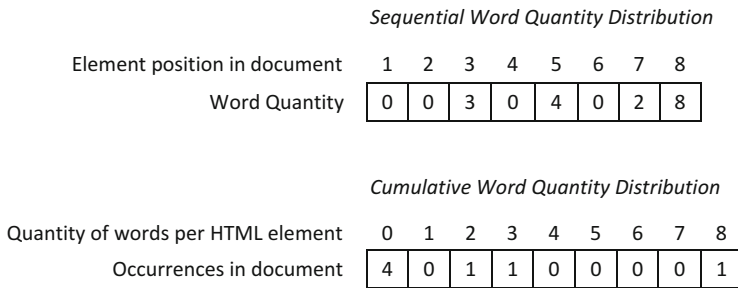 Sequential Word Quantity Distribution
Element position in document 1 2 3 4 5 6 7 8
Word Quantity 0 0 3 0 4 0 2 8
Cumulative Word Quantity Distribution
Quantity of words per HTML element 0 1 2 3 4 5 6 7 8
Occurrences in document 4 0 1 1 0 0 0 0 1